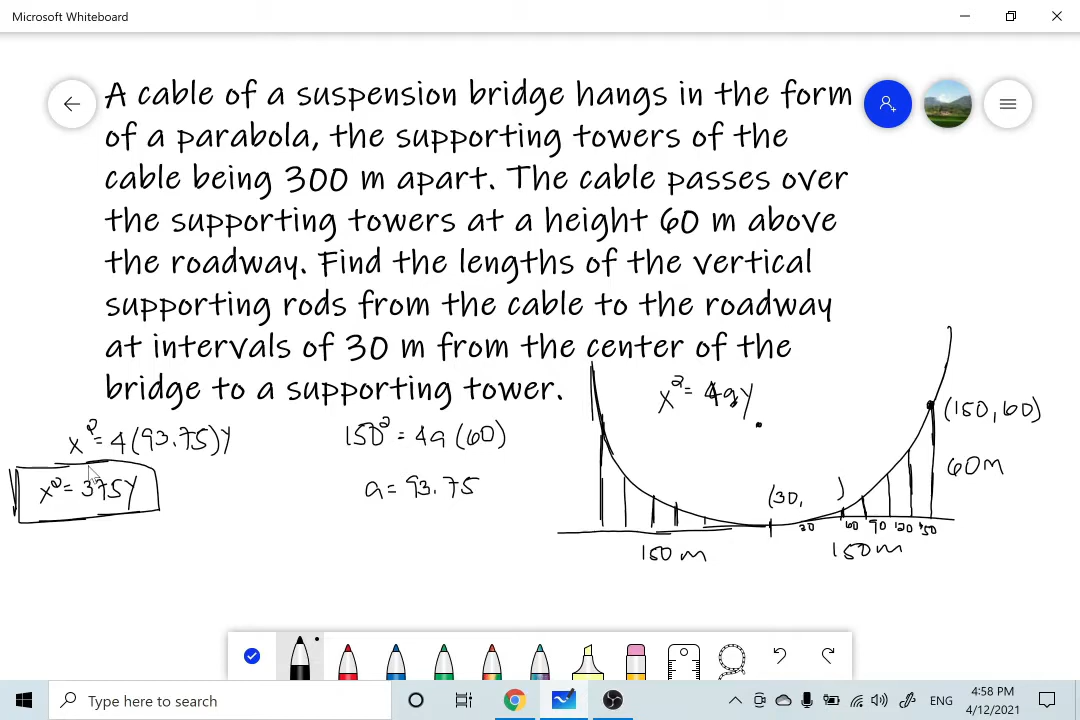 Microsoft Whiteboard
A cable of a suspension bridge hangs in the form
of a parabola, the supporting towers of the
cable being 300 m apart. The cable passes over
the supporting towers at a height 60 m above
the roadway. Find the lengths of the vertical
supporting rods from the cable to the roadway
at intervals of 30 m from the center of the
bridge to a supporting tower.
x² = 4ay
x² = 4(93.75)y
150² = 4a(60)
(150, 60)
x² = 375y
a = 93.75
60m
(30, )
30 60 90 120 150
150 m
150m
Type here to search
ENG
4:58 PM
4/12/2021